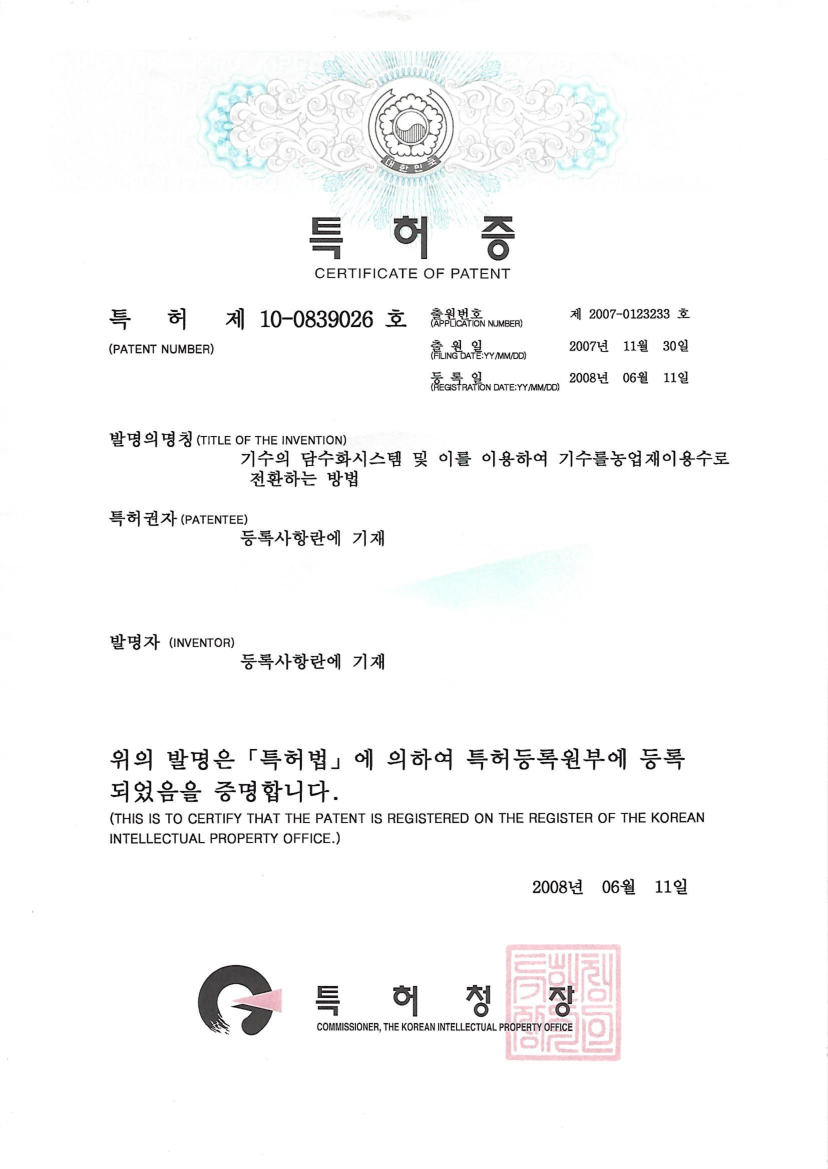 대한민국
특 허 증
CERTIFICATE OF PATENT
특 허 제 10-0839026 호
(PATENT NUMBER)
출원번호 제 2007-0123233 호
(APPLICATION NUMBER)
출 원 일 2007년 11월 30일
(FILING DATE:YY/MM/DD)
등 록 일 2008년 06월 11일
(REGISTRATION DATE:YY/MM/DD)
발명의명칭 (TITLE OF THE INVENTION)
기수의 담수화시스템 및 이를 이용하여 기수를농업재이용수로
전환하는 방법
특허권자 (PATENTEE)
등록사항란에 기재
발명자 (INVENTOR)
등록사항란에 기재
위의 발명은 「특허법」에 의하여 특허등록원부에 등록
되었음을 증명합니다.
(THIS IS TO CERTIFY THAT THE PATENT IS REGISTERED ON THE REGISTER OF THE KOREAN
INTELLECTUAL PROPERTY OFFICE.)
2008년 06월 11일
특 허 청 장
COMMISSIONER, THE KOREAN INTELLECTUAL PROPERTY OFFICE